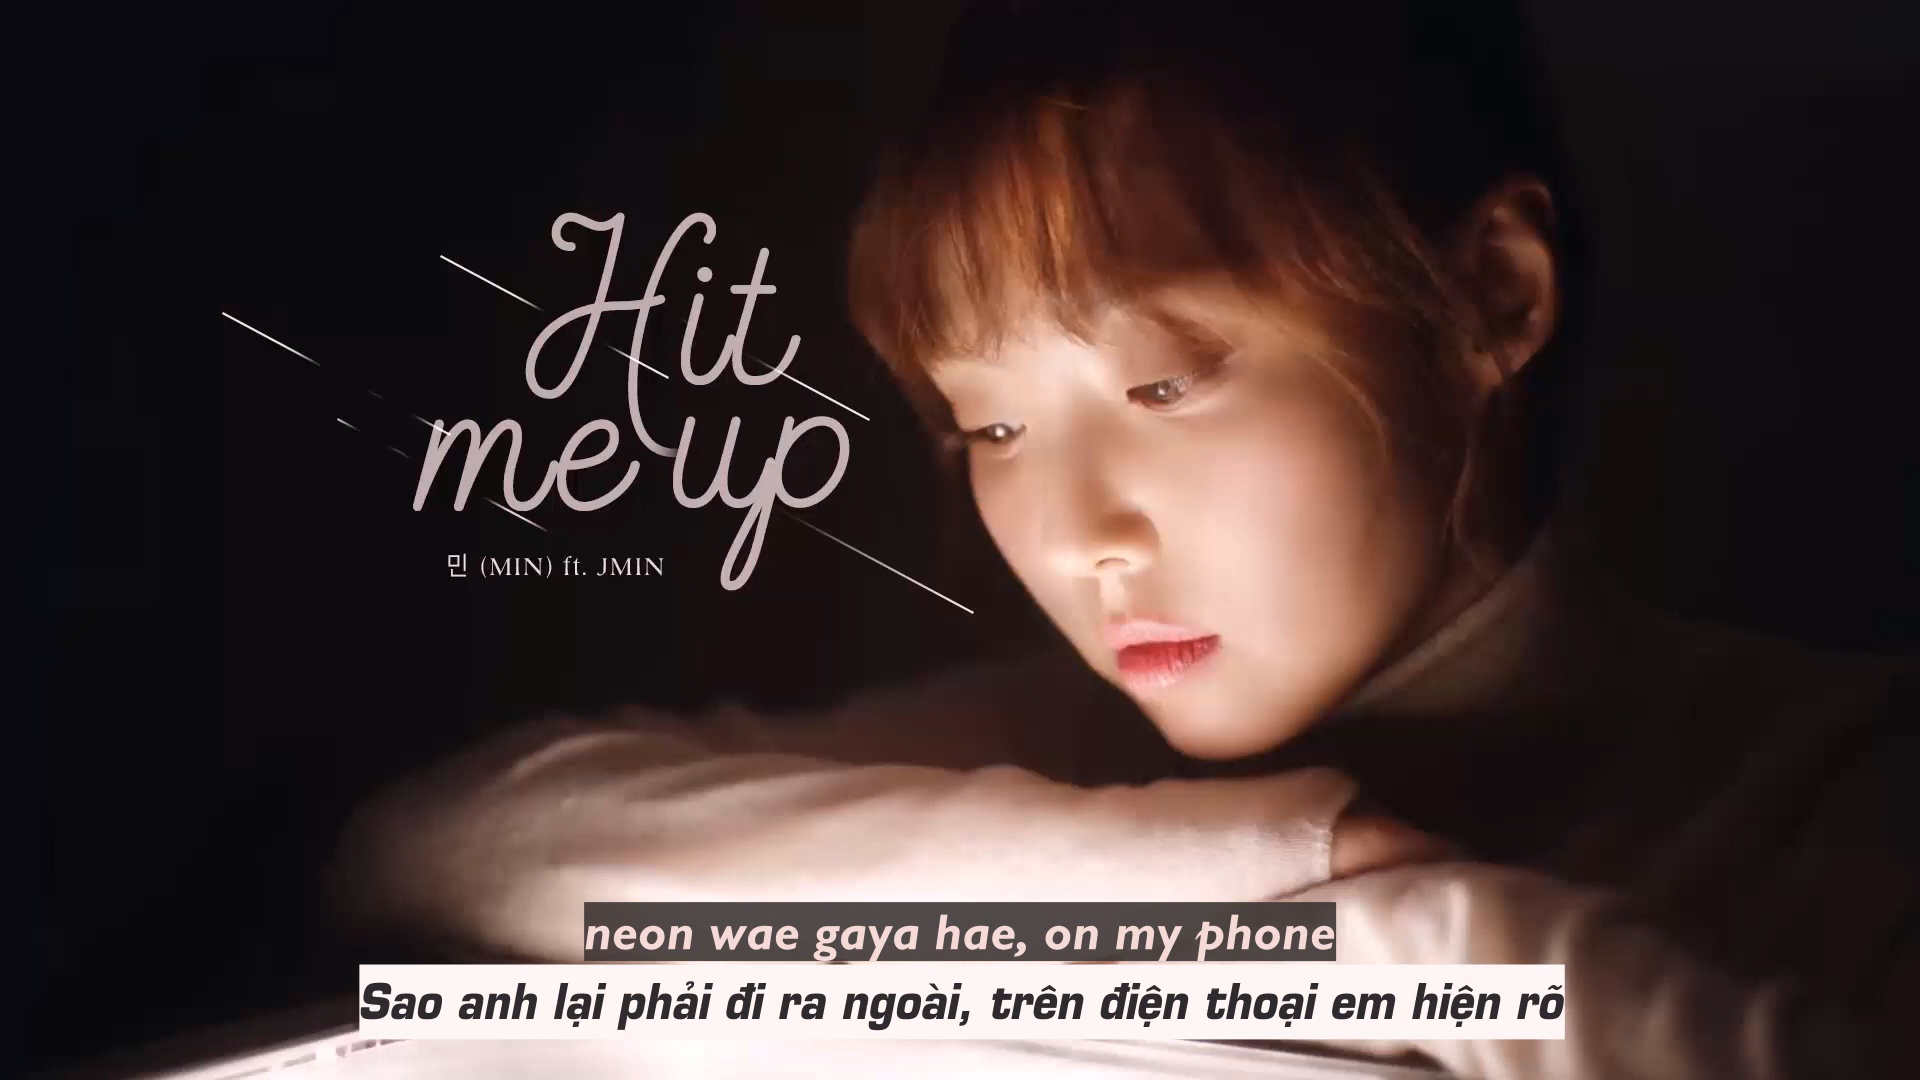 Hit
me up
민 (MIN) ft. JMIN
neon wae gaya hae, on my phone
Sao anh lại phải đi ra ngoài, trên điện thoại em hiện rõ